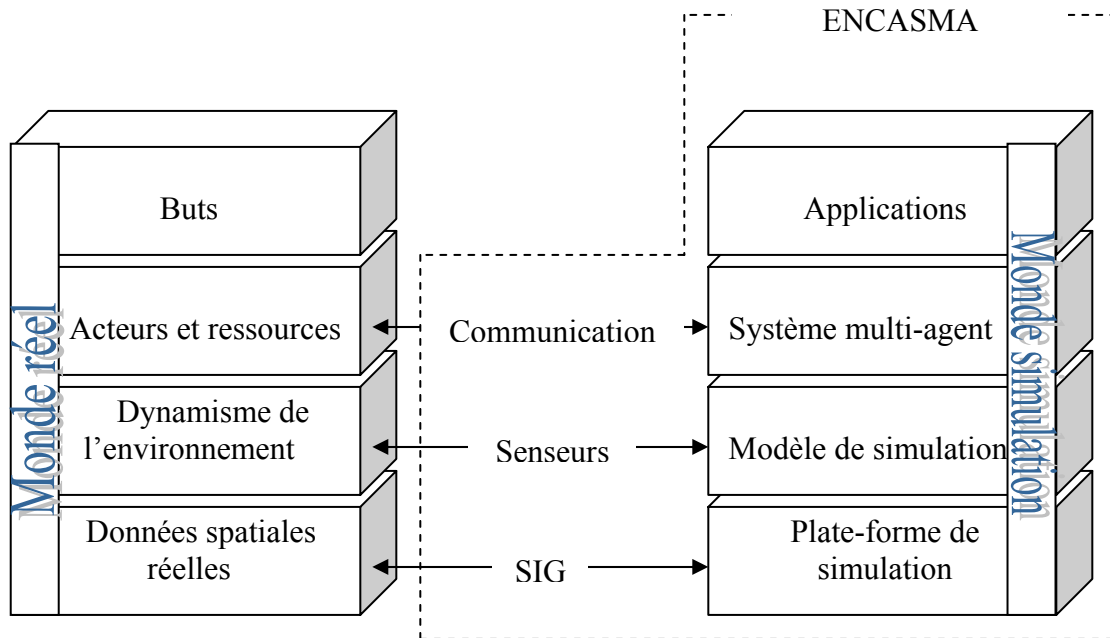 ENCASMA
Buts
Applications
Acteurs et ressources
Communication
Système multi-agent
Dynamisme de
l’environnement
Senseurs
Modèle de simulation
Données spatiales
réelles
SIG
Plate-forme de
simulation
Monde réel
Monde simulation